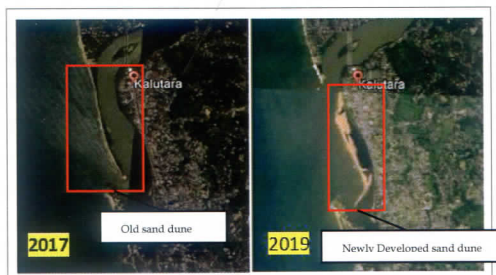 Kalutara
Old sand dune
2017
Kalutara
2019
Newly Developed sand dune